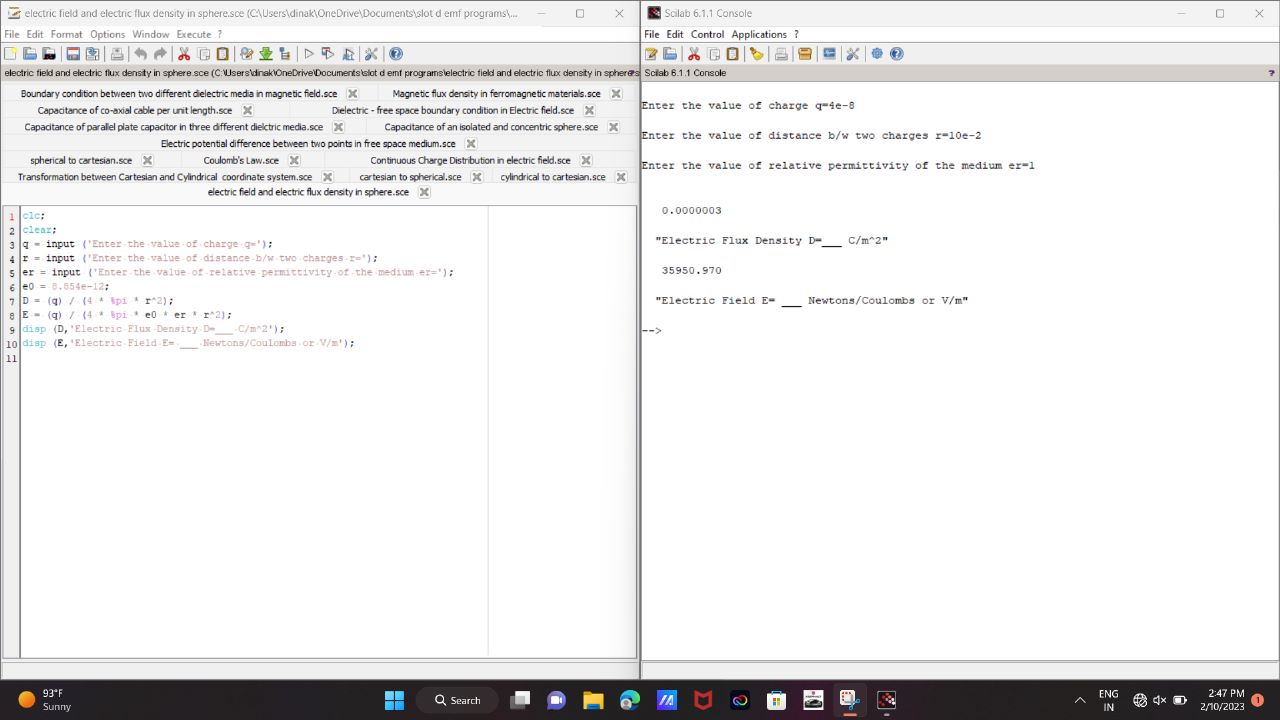 electric field and electric flux density in sphere.sce (C:\Users\dinak\OneDrive\Documents\slot d emf programs\...
File Edit Format Options Window Execute ?
electric field and electric flux density in sphere.sce (C:\Users\dinak\OneDrive\Documents\slot d emf programs\electric field and electric flux density in sphere.s
Boundary condition between two different dielectric media in magnetic field.sce Magnetic flux density in ferromagnetic materials.sce
Capacitance of co-axial cable per unit length.sce Dielectric - free space boundary condition in Electric field.sce
Capacitance of parallel plate capacitor in three different dielctric media.sce Capacitance of an isolated and concentric sphere.sce
Electric potential difference between two points in free space medium.sce
spherical to cartesian.sce Coulomb's Law.sce Continuous Charge Distribution in electric field.sce
Transformation between Cartesian and Cylindrical coordinate system.sce cartesian to spherical.sce cylindrical to cartesian.sce
electric field and electric flux density in sphere.sce
1 clc;
2 clear;
3 q = input ('Enter the value of charge q=');
4 r = input ('Enter the value of distance b/w two charges r=');
5 er = input ('Enter the value of relative permittivity of the medium er=');
6 e0 = 8.854e-12;
7 D = (q) / (4 * %pi * r^2);
8 E = (q) / (4 * %pi * e0 * er * r^2);
9 disp (D,'Electric Flux Density D=___ C/m^2');
10 disp (E,'Electric Field E= ___ Newtons/Coulombs or V/m');
11
Scilab 6.1.1 Console
File Edit Control Applications ?
Scilab 6.1.1 Console ?
Enter the value of charge q=4e-8
Enter the value of distance b/w two charges r=10e-2
Enter the value of relative permittivity of the medium er=1
0.0000003
"Electric Flux Density D=___ C/m^2"
35950.970
"Electric Field E= ___ Newtons/Coulombs or V/m"
-->
93°F
Sunny
Search
ENG
IN
2:47 PM
2/10/2023
1